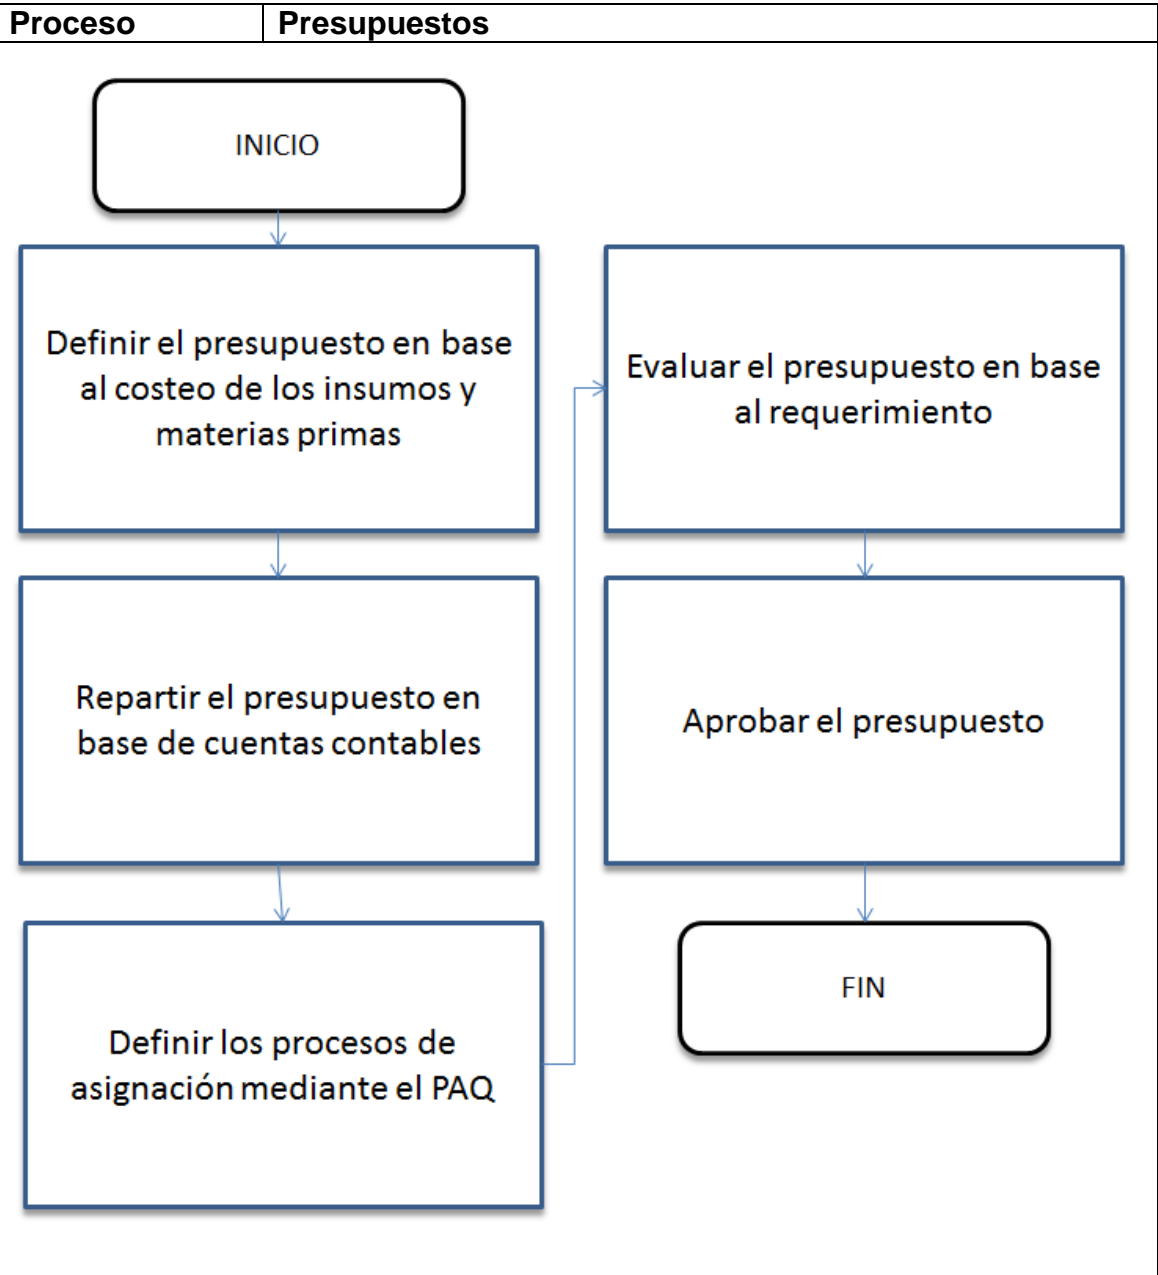 Proceso Presupuestos
INICIO
Definir el presupuesto en base
al costeo de los insumos y
materias primas
Repartir el presupuesto en
base de cuentas contables
Definir los procesos de
asignación mediante el PAQ
Evaluar el presupuesto en base
al requerimiento
Aprobar el presupuesto
FIN